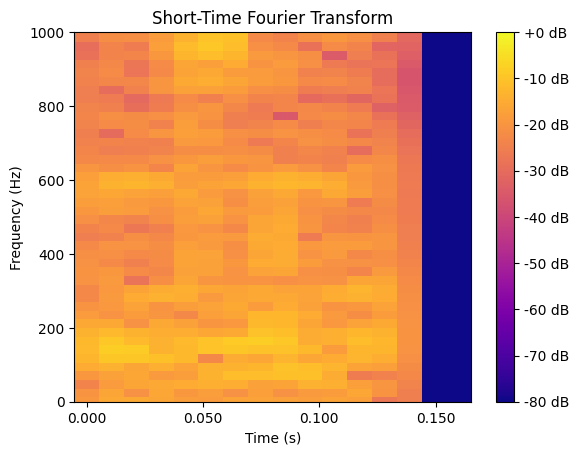 Short-Time Fourier Transform
1000
800
600
400
200
0
Frequency (Hz)
0.000
0.050
0.100
0.150
Time (s)
+0 dB
-10 dB
-20 dB
-30 dB
-40 dB
-50 dB
-60 dB
-70 dB
-80 dB